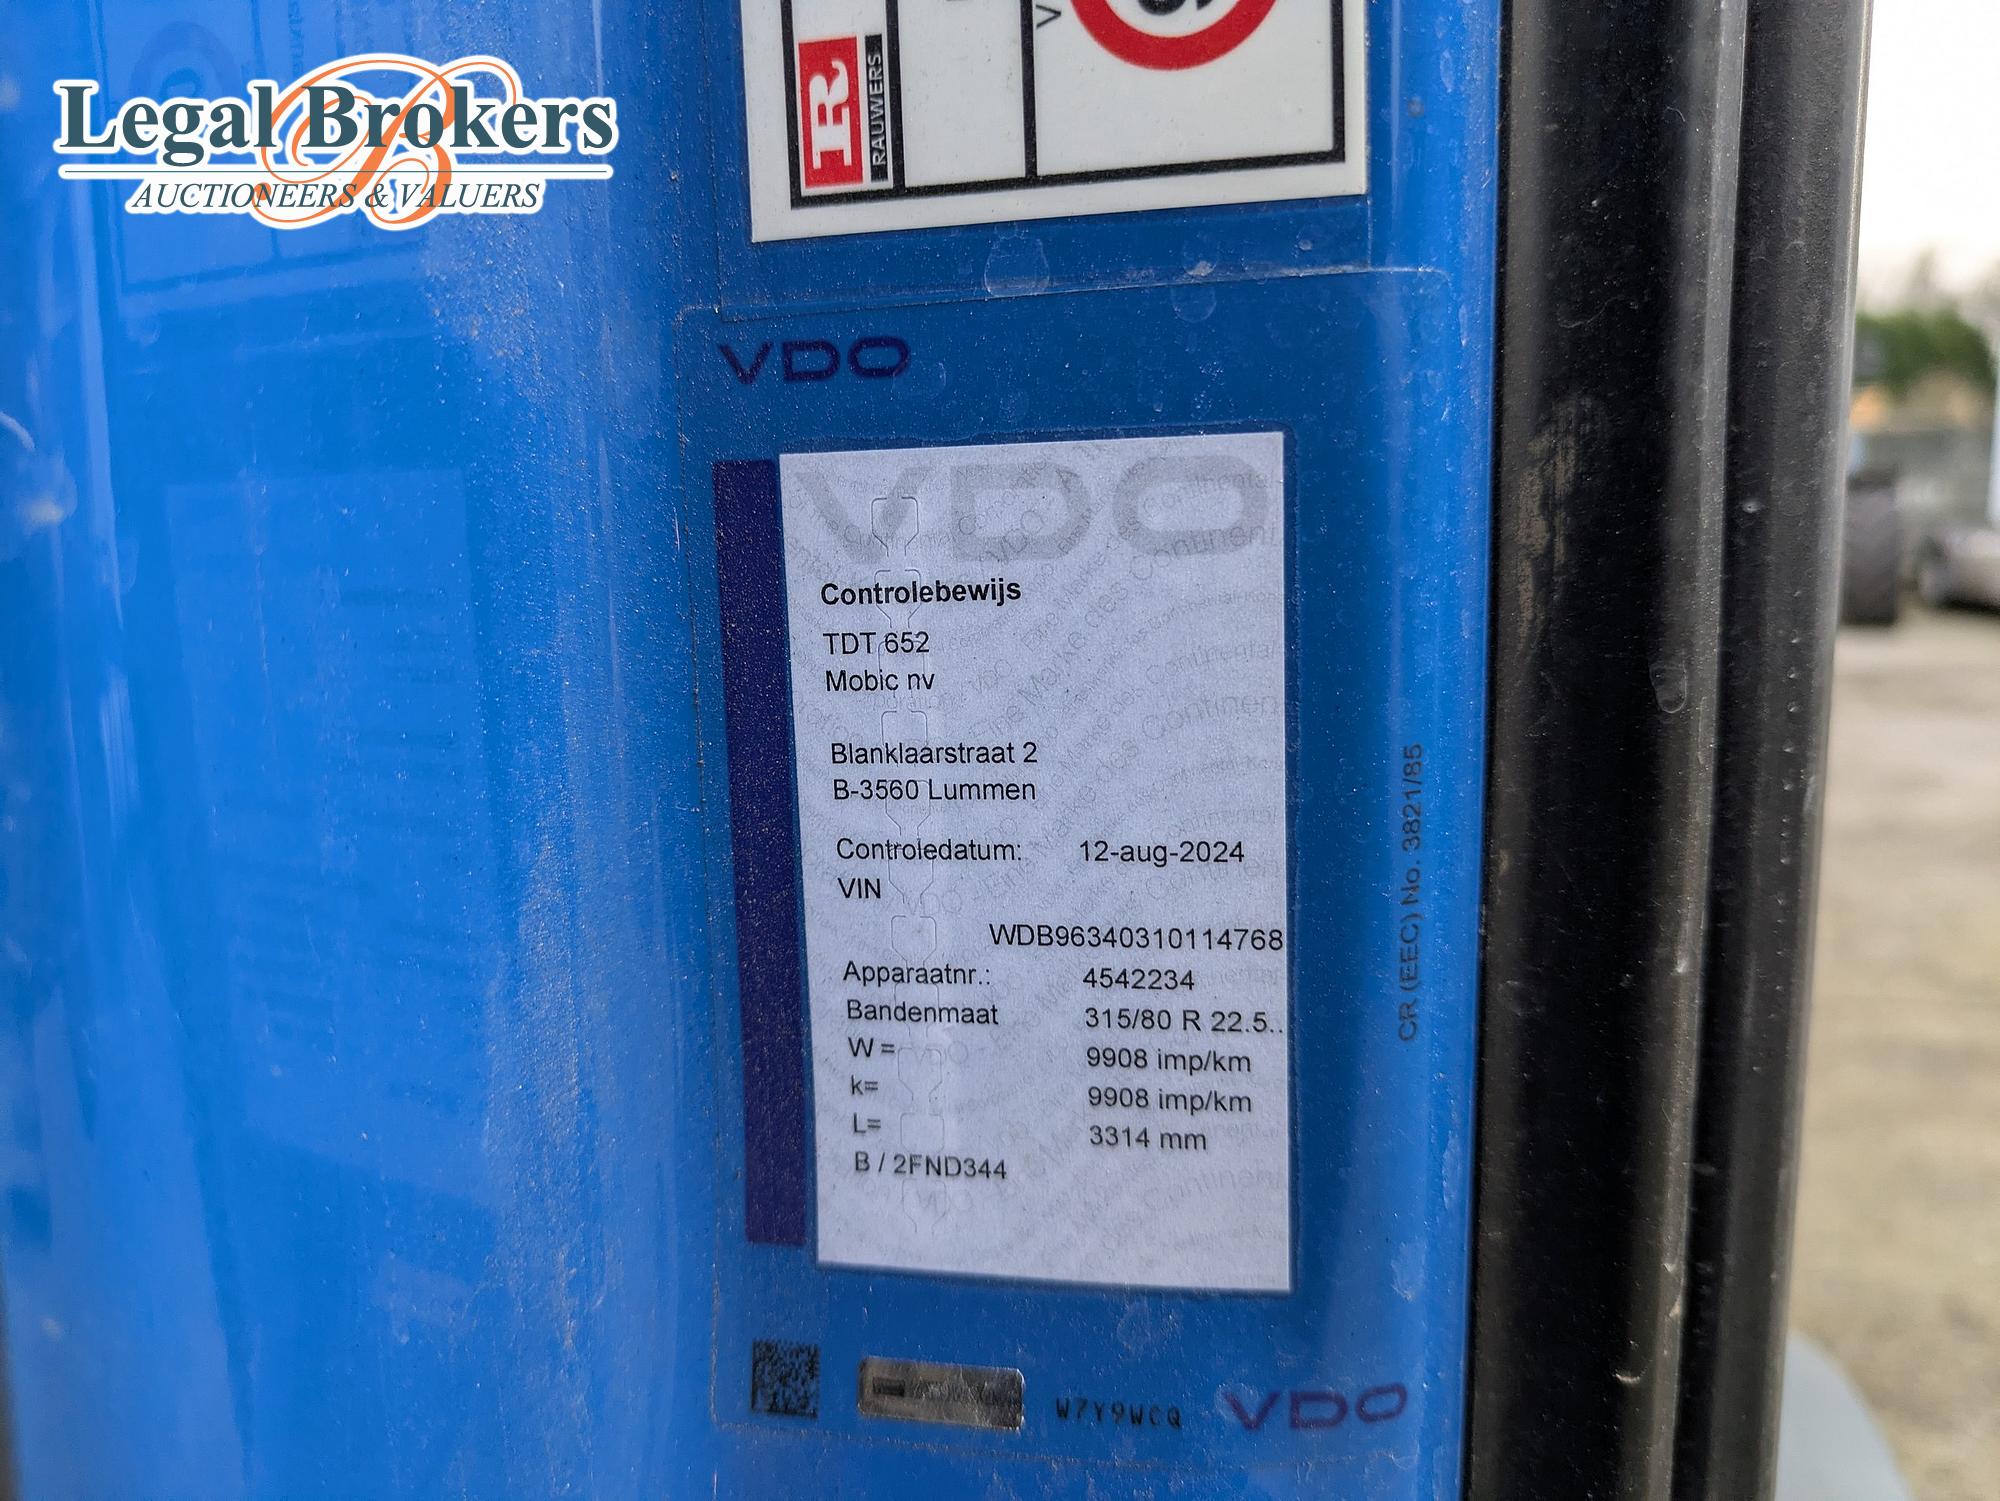 Legal Brokers
AUCTIONEERS & VALUERS
R
RAUWERS
V
VDO
VDO
Controlebewijs
TDT 652
Mobic nv
Blanklaarstraat 2
B-3560 Lummen
Controledatum: 12-aug-2024
VIN
WDB96340310114768
Apparaatnr.: 4542234
Bandenmaat 315/80 R 22.5..
W = 9908 imp/km
k= 9908 imp/km
L= 3314 mm
B / 2FND344
CR (EEC) No. 3821/85
W7Y9WCQ
VDO